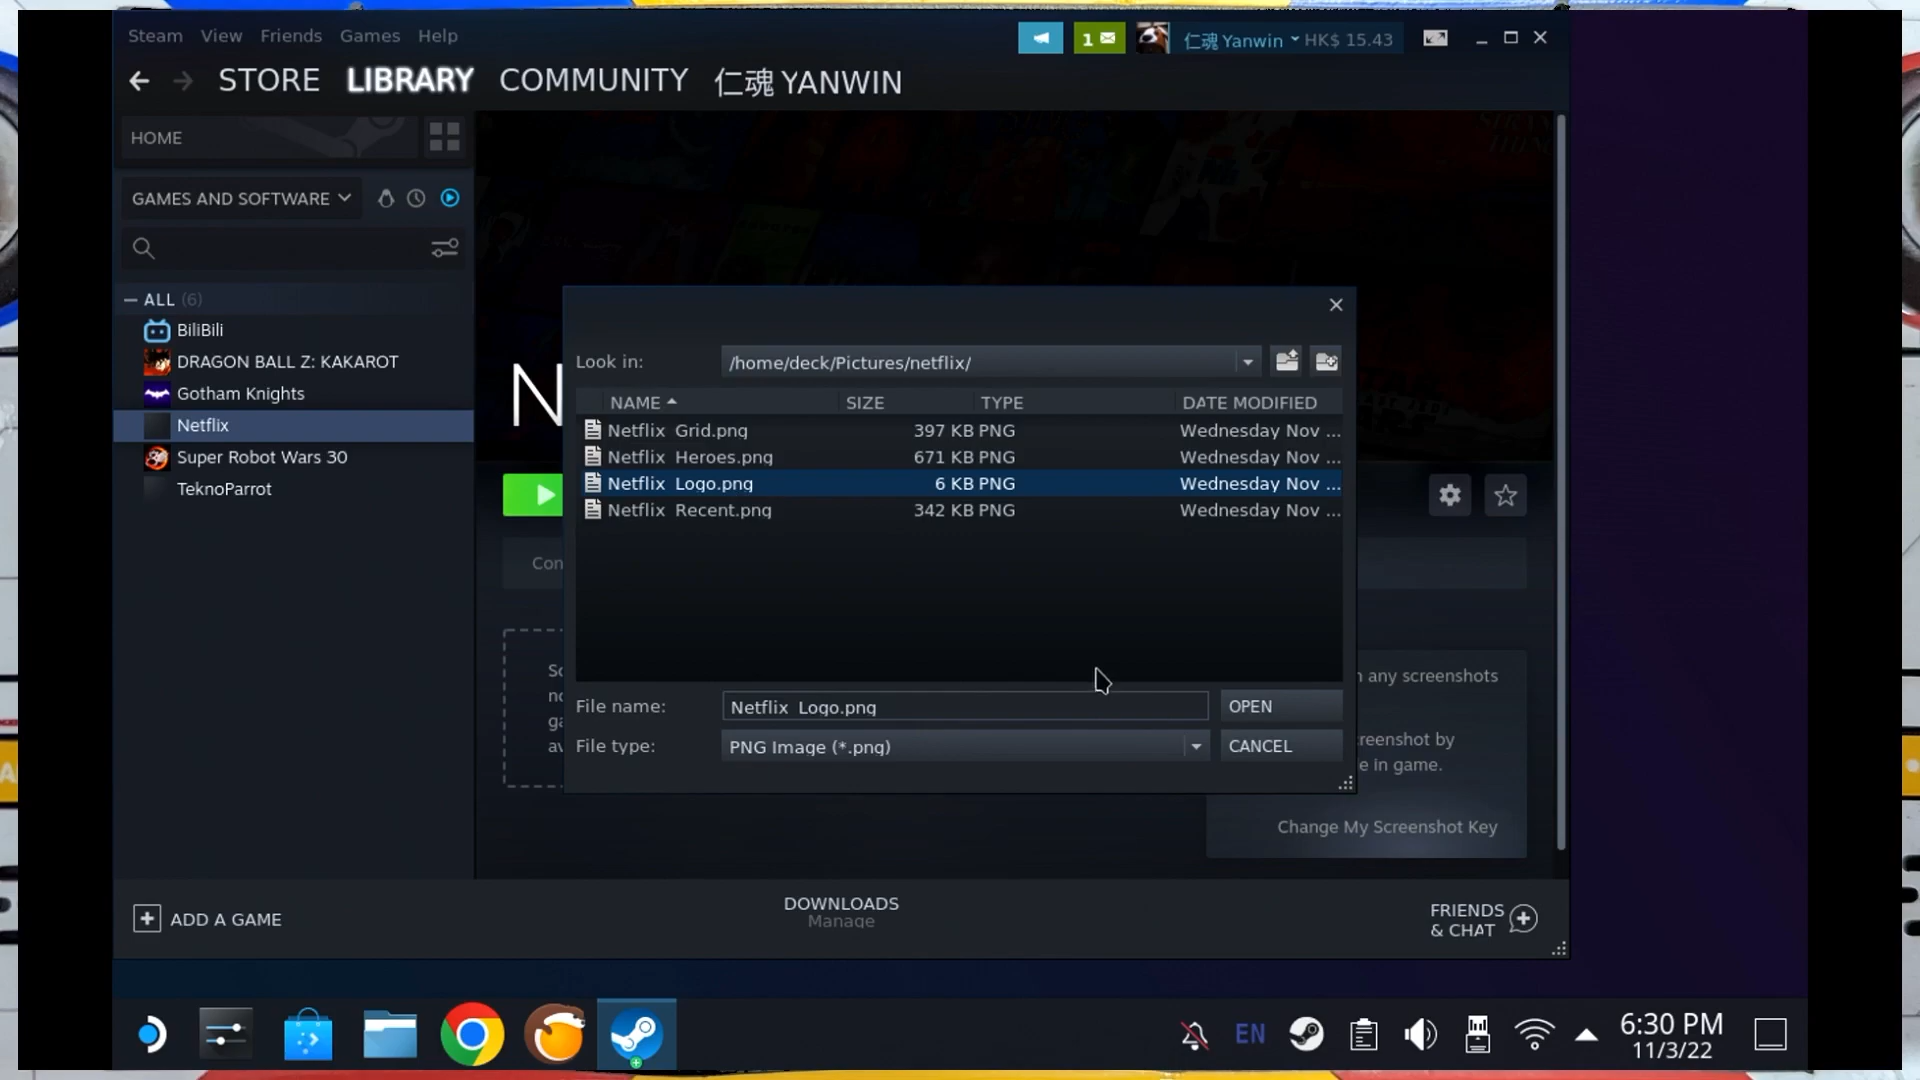 Steam View Friends Games Help
1 仁魂 Yanwin HK$ 15.43
STORE LIBRARY COMMUNITY 仁魂 YANWIN
HOME
GAMES AND SOFTWARE
ALL (6)
BiliBili
DRAGON BALL Z: KAKAROT
Gotham Knights
Netflix
Super Robot Wars 30
TeknoParrot
N
Look in: /home/deck/Pictures/netflix/
NAME SIZE TYPE DATE MODIFIED
Netflix Grid.png 397 KB PNG Wednesday Nov ...
Netflix Heroes.png 671 KB PNG Wednesday Nov ...
Netflix Logo.png 6 KB PNG Wednesday Nov ...
Netflix Recent.png 342 KB PNG Wednesday Nov ...
File name: Netflix Logo.png OPEN
File type: PNG Image (*.png) CANCEL
Con
any screenshots
reenshot by
e in game.
Change My Screenshot Key
ADD A GAME
DOWNLOADS
Manage
FRIENDS
& CHAT
EN
6:30 PM
11/3/22